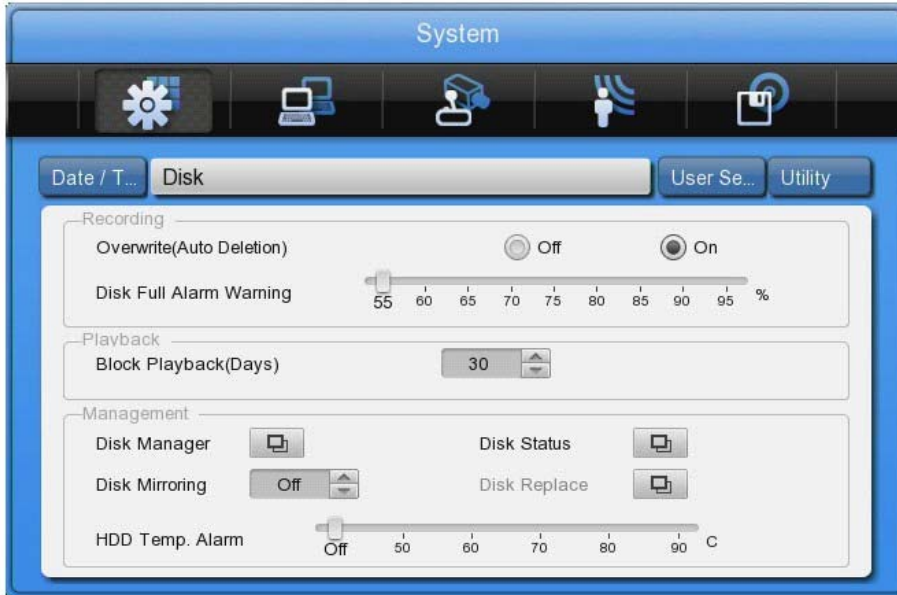 System
Date / T... Disk User Se... Utility
Recording
Overwrite(Auto Deletion) Off On
Disk Full Alarm Warning 55 60 65 70 75 80 85 90 95 %
Playback
Block Playback(Days) 30
Management
Disk Manager Disk Status
Disk Mirroring Off Disk Replace
HDD Temp. Alarm Off 50 60 70 80 90 C